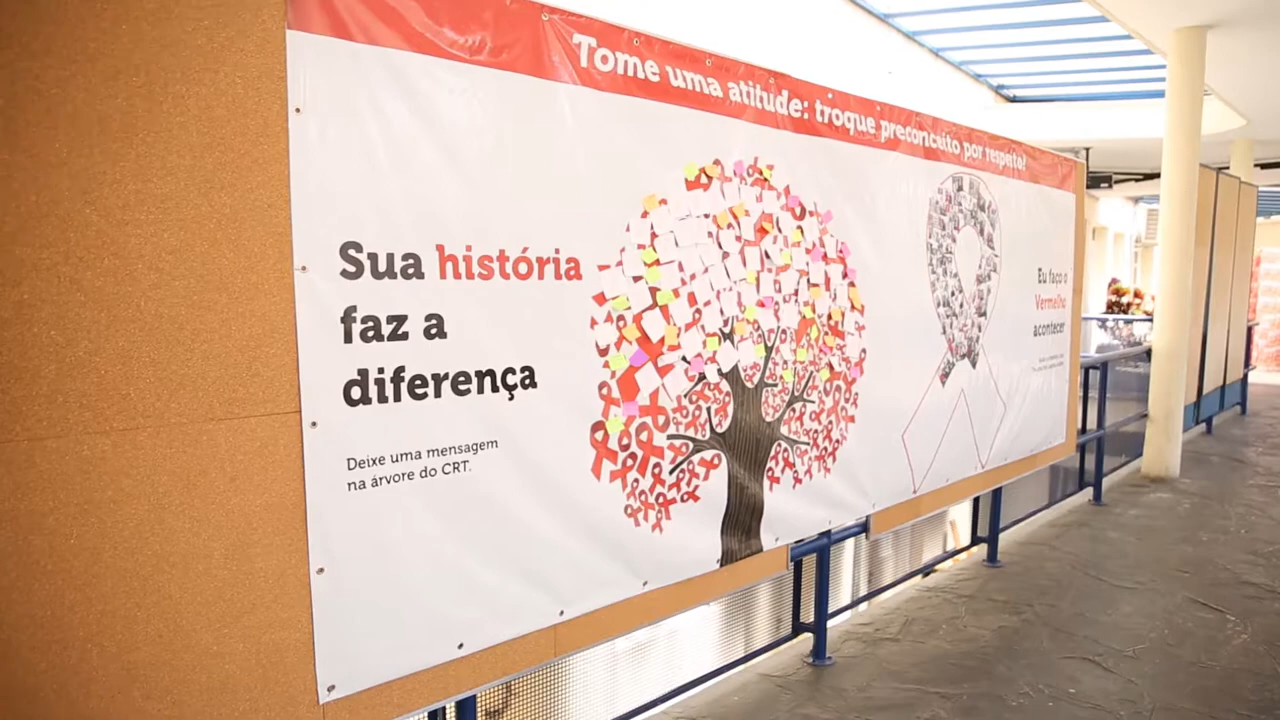 Tome uma atitude: troque preconceito por respeito!
Sua história
faz a
diferença
Deixe uma mensagem
na árvore do CRT.
Eu faço o
Vermelho
acontecer